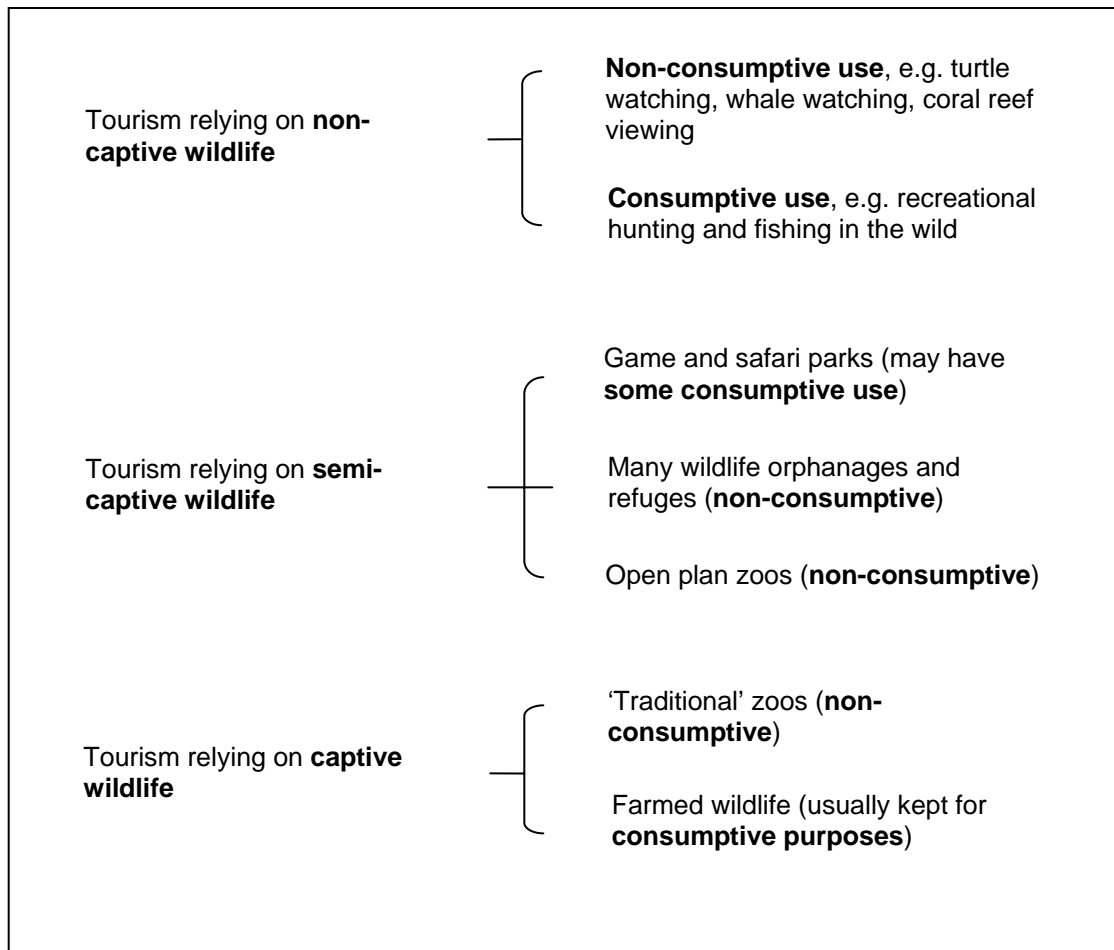 Tourism relying on non-
captive wildlife
Non-consumptive use, e.g. turtle
watching, whale watching, coral reef
viewing
Consumptive use, e.g. recreational
hunting and fishing in the wild
Tourism relying on semi-
captive wildlife
Game and safari parks (may have
some consumptive use)
Many wildlife orphanages and
refuges (non-consumptive)
Open plan zoos (non-consumptive)
Tourism relying on captive
wildlife
‘Traditional’ zoos (non-
consumptive)
Farmed wildlife (usually kept for
consumptive purposes)